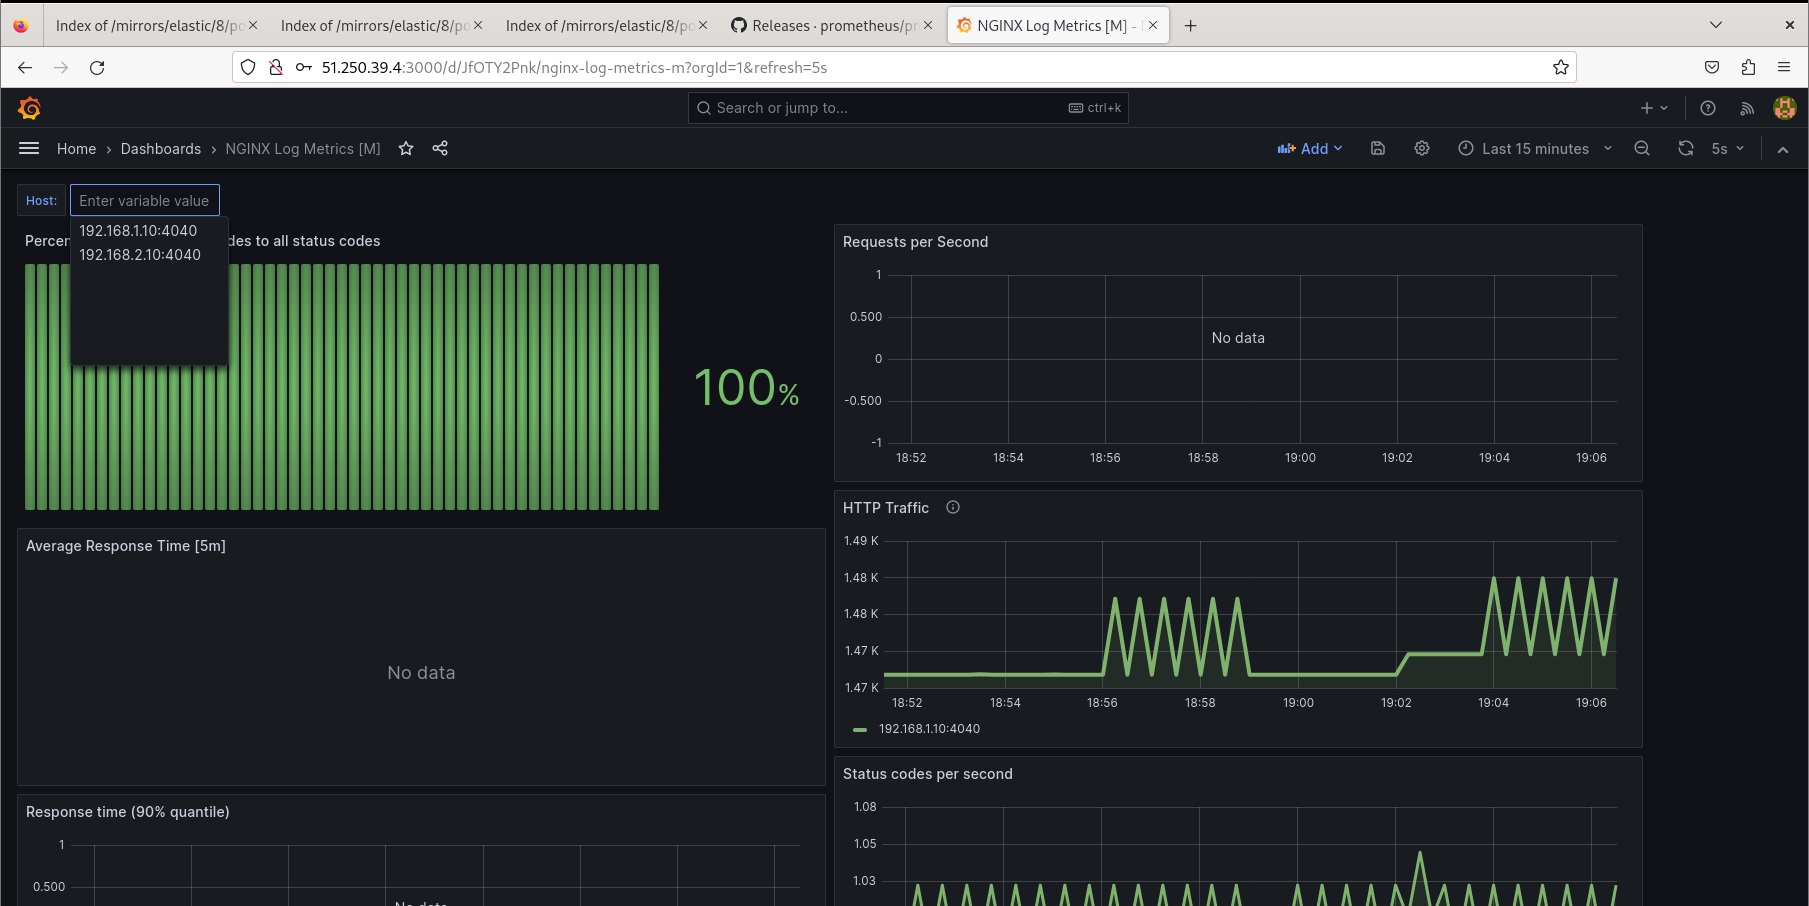 Index of /mirrors/elastic/8/po
Index of /mirrors/elastic/8/po
Index of /mirrors/elastic/8/po
Releases · prometheus/pr
NGINX Log Metrics [M] -
51.250.39.4:3000/d/JfOTY2Pnk/nginx-log-metrics-m?orgId=1&refresh=5s
Search or jump to...
ctrl+k
Home › Dashboards › NGINX Log Metrics [M]
Add
Last 15 minutes
5s
Host:
Enter variable value
192.168.1.10:4040
192.168.2.10:4040
Percen
des to all status codes
100%
Requests per Second
1
0.500
0
-0.500
-1
No data
18:52 18:54 18:56 18:58 19:00 19:02 19:04 19:06
Average Response Time [5m]
No data
HTTP Traffic
1.49 K
1.48 K
1.48 K
1.47 K
1.47 K
18:52 18:54 18:56 18:58 19:00 19:02 19:04 19:06
192.168.1.10:4040
Response time (90% quantile)
1
0.500
No data
Status codes per second
1.08
1.05
1.03